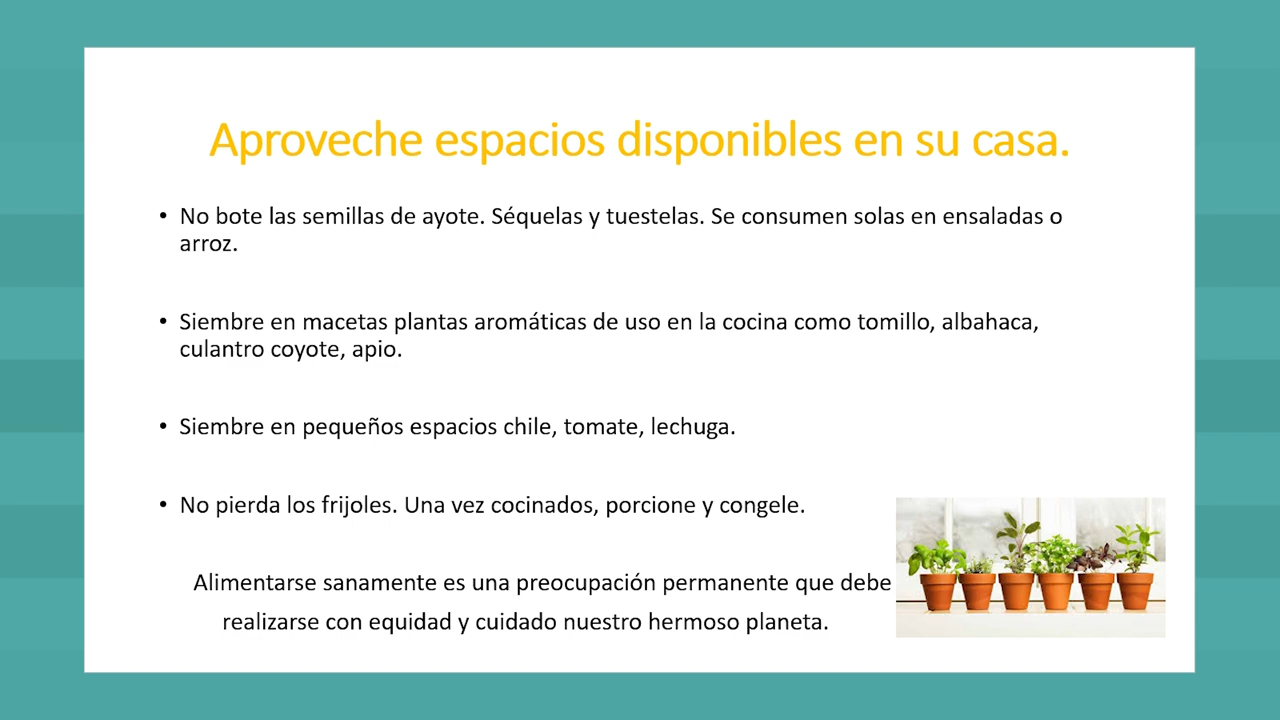 Aproveche espacios disponibles en su casa.
• No bote las semillas de ayote. Séquelas y tuestelas. Se consumen solas en ensaladas o
arroz.
• Siembre en macetas plantas aromáticas de uso en la cocina como tomillo, albahaca,
culantro coyote, apio.
• Siembre en pequeños espacios chile, tomate, lechuga.
• No pierda los frijoles. Una vez cocinados, porcione y congele.
Alimentarse sanamente es una preocupación permanente que debe
realizarse con equidad y cuidado nuestro hermoso planeta.